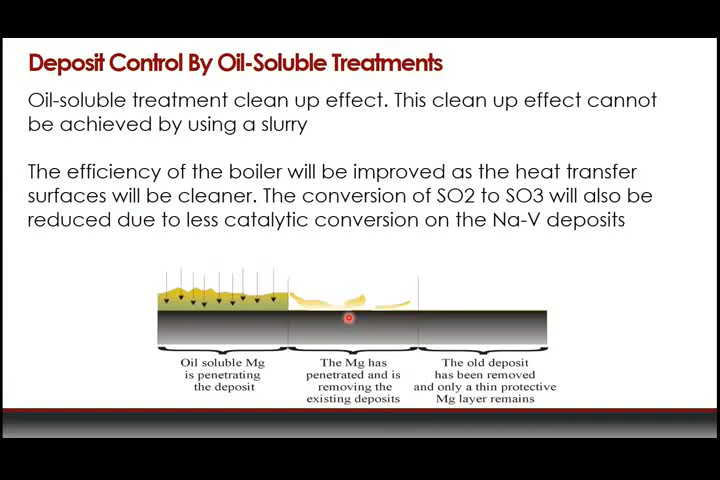 Deposit Control By Oil-Soluble Treatments
Oil-soluble treatment clean up effect. This clean up effect cannot
be achieved by using a slurry
The efficiency of the boiler will be improved as the heat transfer
surfaces will be cleaner. The conversion of SO2 to SO3 will also be
reduced due to less catalytic conversion on the Na-V deposits
Oil soluble Mg
is penetrating
the deposit
The Mg has
penetrated and is
removing the
existing deposits
The old deposit
has been removed
and only a thin protective
Mg layer remains